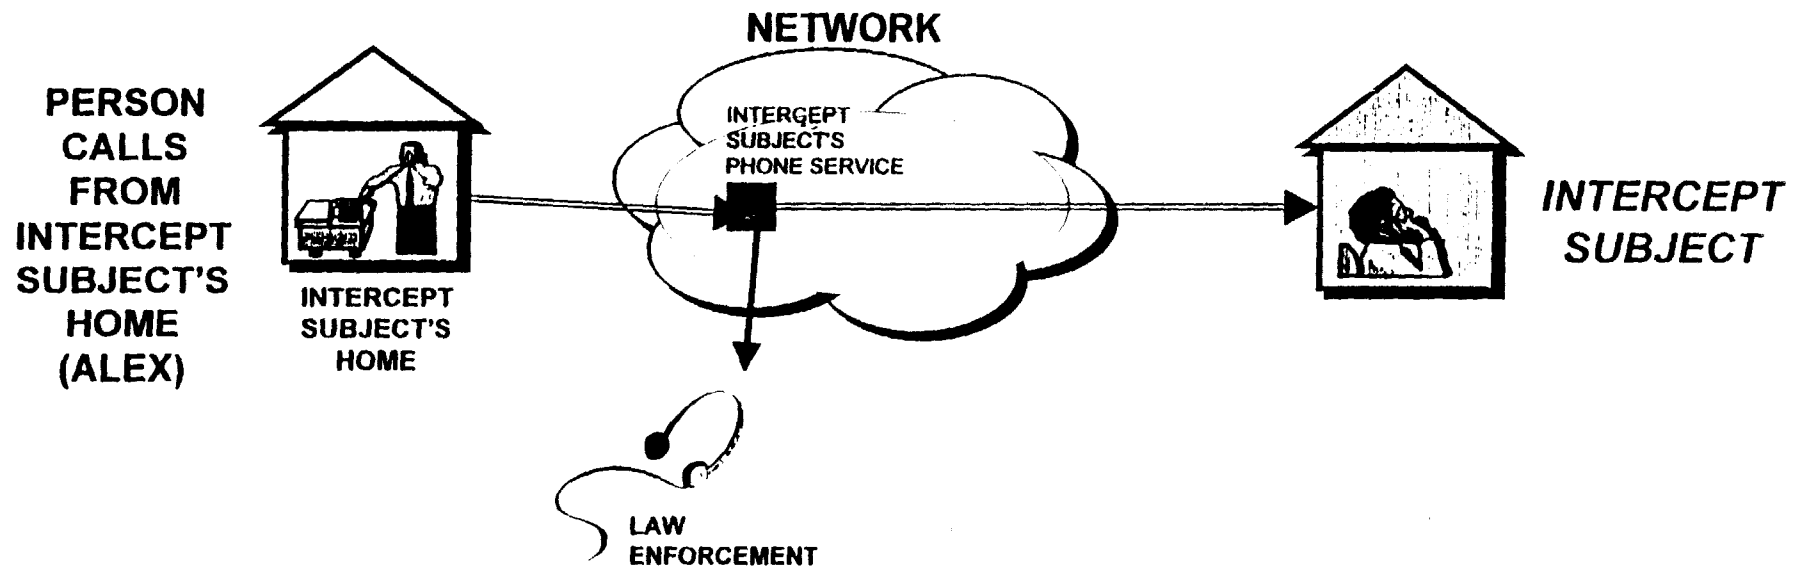 NETWORK
PERSON
CALLS
FROM
INTERCEPT
SUBJECT'S
HOME
(ALEX)
INTERCEPT
SUBJECT'S
HOME
INTERCEPT
SUBJECT'S
PHONE SERVICE
INTERCEPT
SUBJECT
LAW
ENFORCEMENT